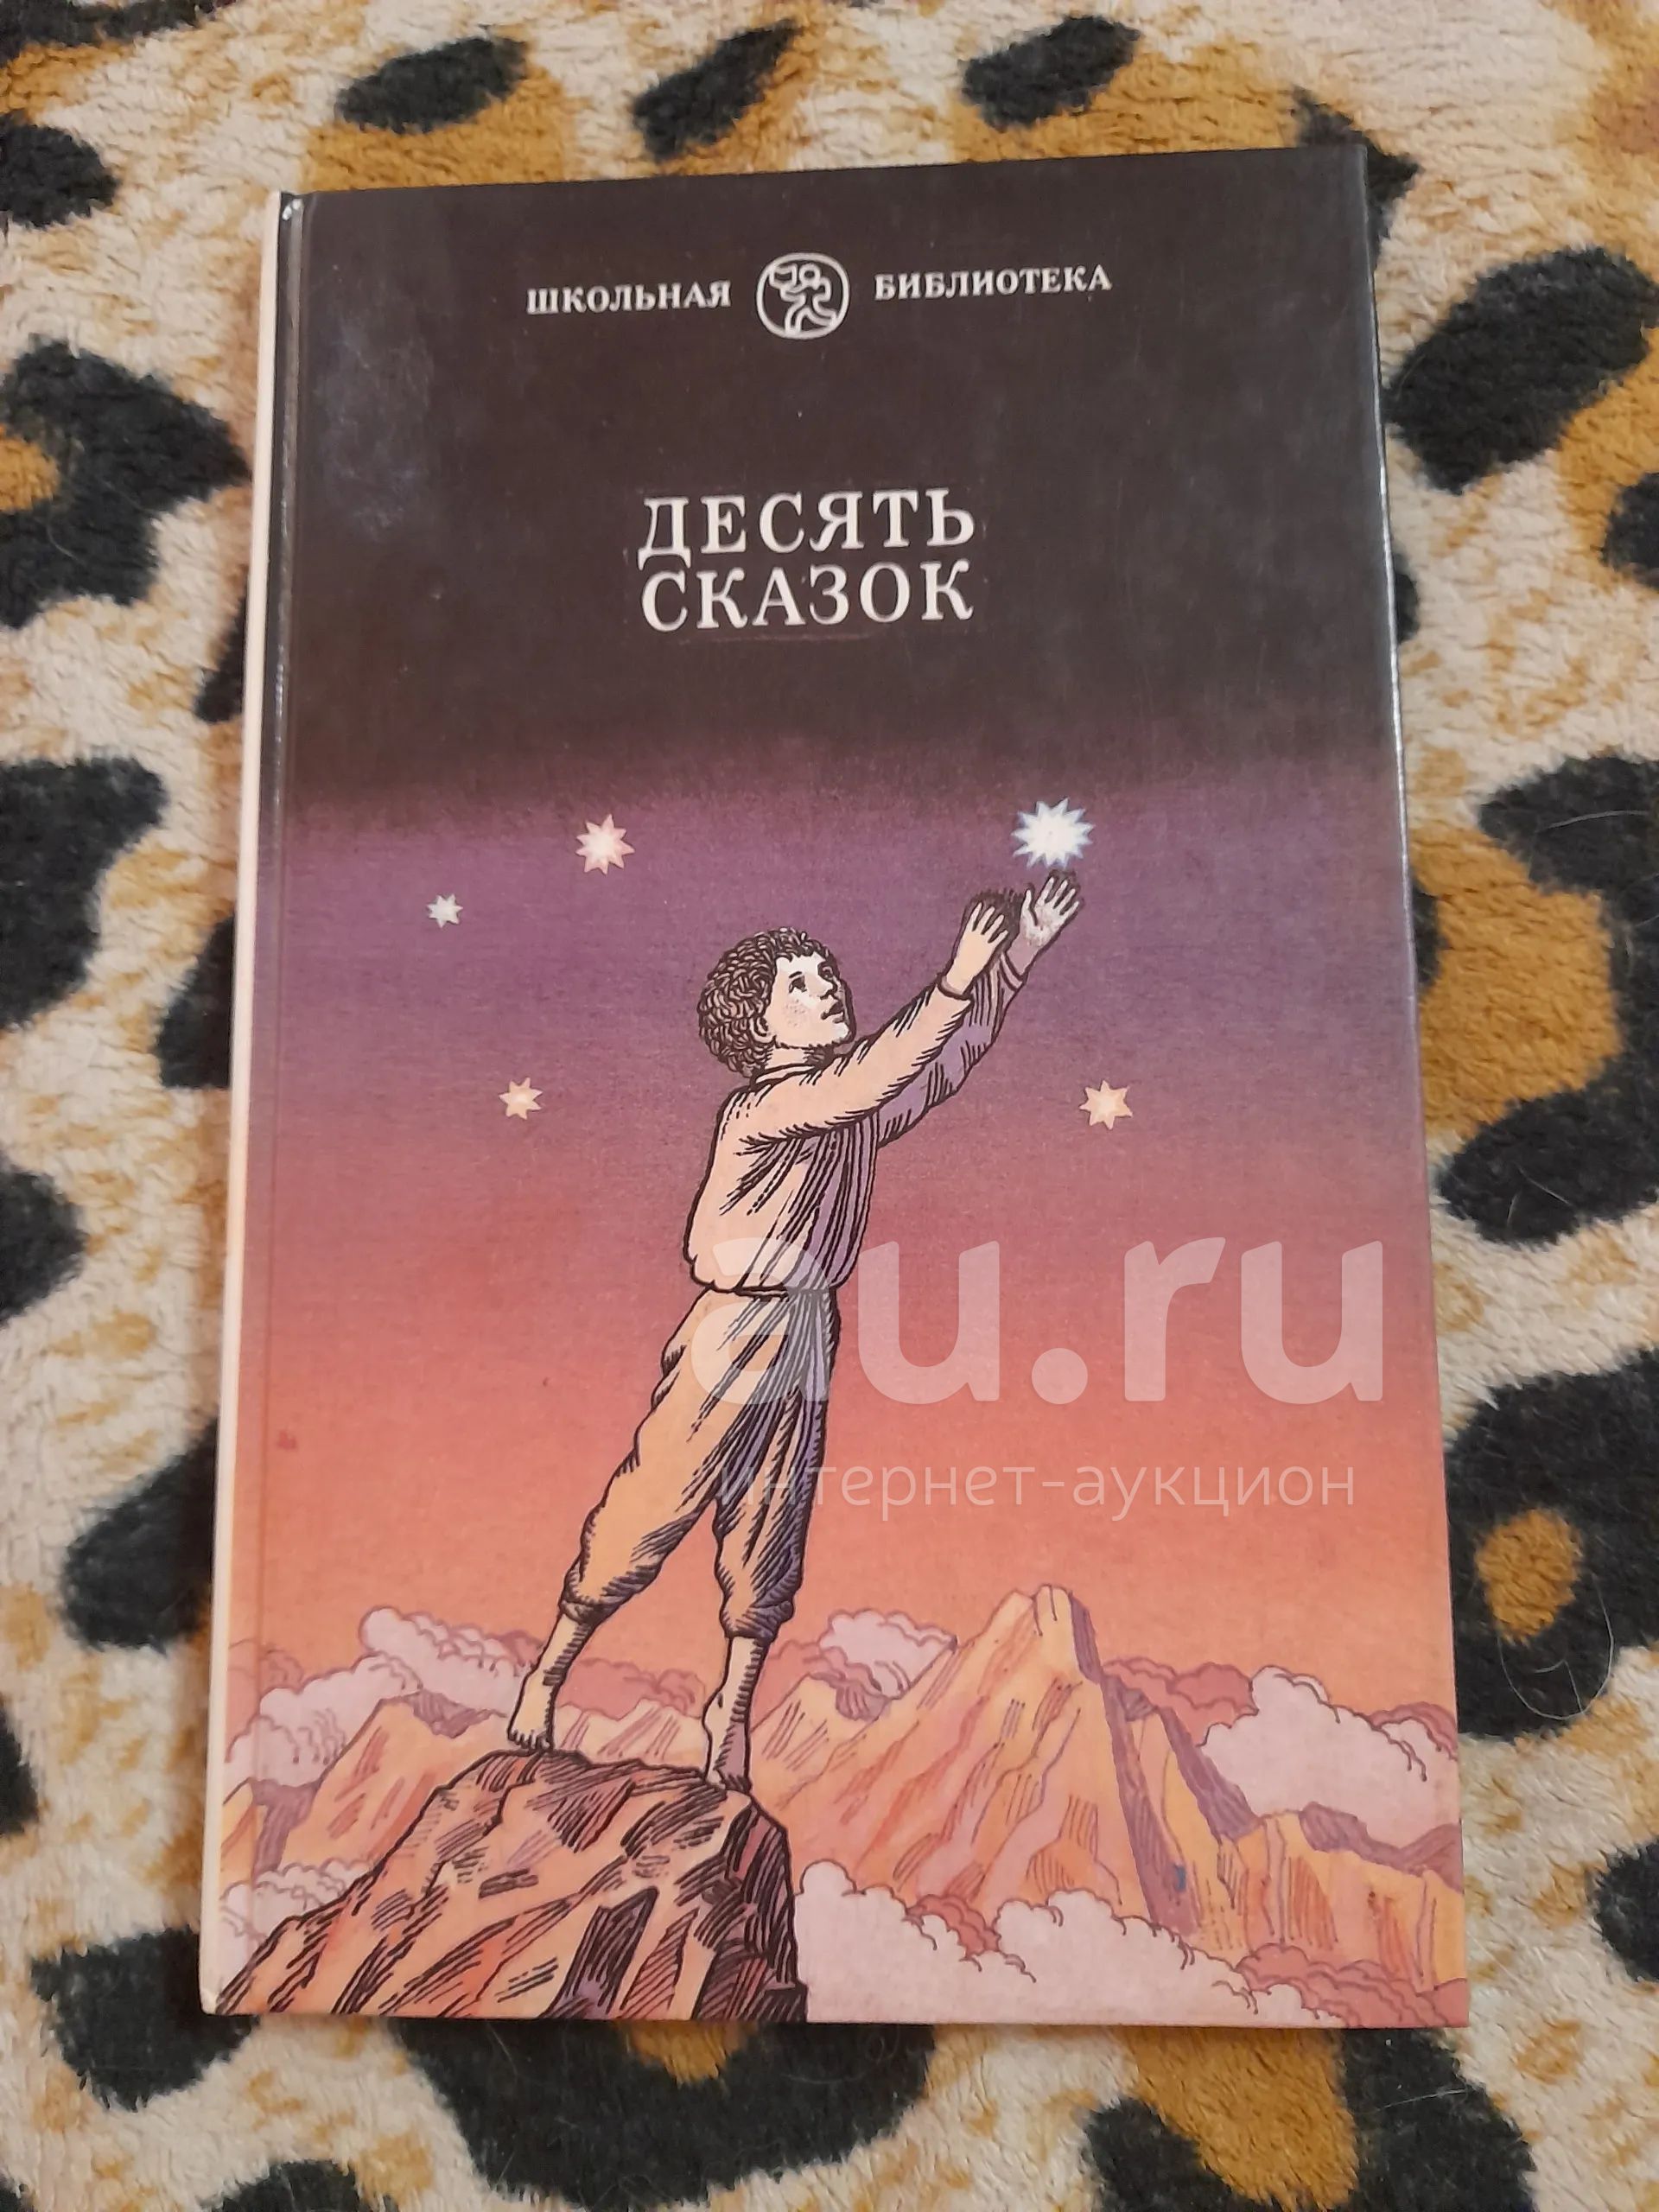 ШКОЛЬНАЯ БИБЛИОТЕКА
ДЕСЯТЬ
СКАЗОК
au.ru
интернет-аукцион